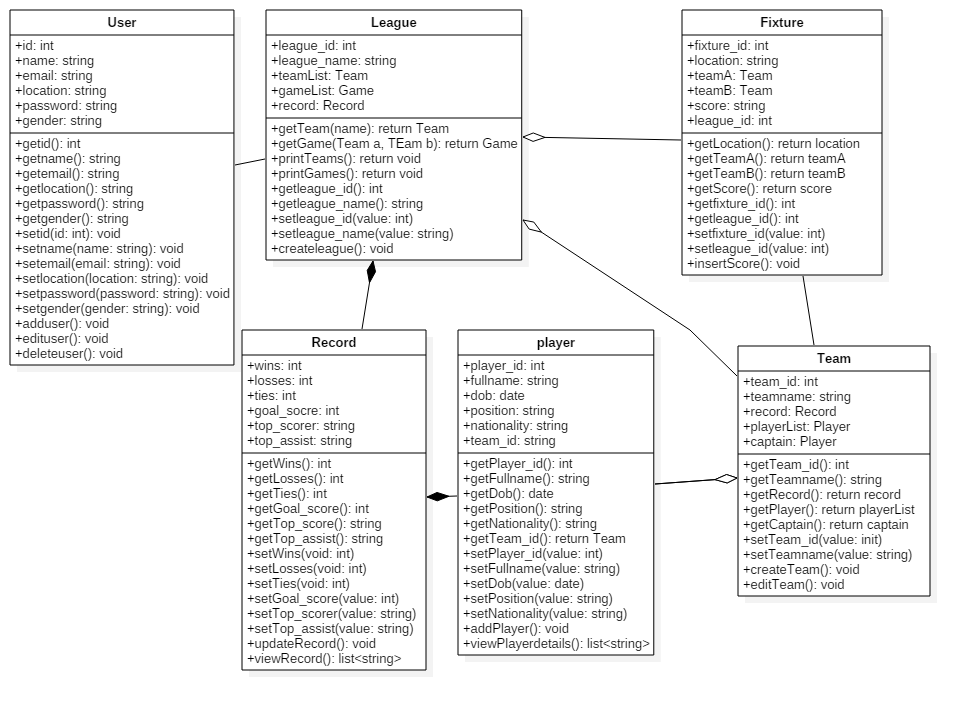 User
+id: int
+name: string
+email: string
+location: string
+password: string
+gender: string
+getid(): int
+getname(): string
+getemail(): string
+getlocation(): string
+getpassword(): string
+getgender(): string
+setid(id: int): void
+setname(name: string): void
+setemail(email: string): void
+setlocation(location: string): void
+setpassword(password: string): void
+setgender(gender: string): void
+adduser(): void
+edituser(): void
+deleteuser(): void
League
+league_id: int
+league_name: string
+teamList: Team
+gameList: Game
+record: Record
+getTeam(name): return Team
+getGame(Team a, TEam b): return Game
+printTeams(): return void
+printGames(): return void
+getleague_id(): int
+getleague_name(): string
+setleague_id(value: int)
+setleague_name(value: string)
+createleague(): void
Fixture
+fixture_id: int
+location: string
+teamA: Team
+teamB: Team
+score: string
+league_id: int
+getLocation(): return location
+getTeamA(): return teamA
+getTeamB(): return teamB
+getScore(): return score
+getfixture_id(): int
+getleague_id(): int
+setfixture_id(value: int)
+setleague_id(value: int)
+insertScore(): void
Record
+wins: int
+losses: int
+ties: int
+goal_socre: int
+top_scorer: string
+top_assist: string
+getWins(): int
+getLosses(): int
+getTies(): int
+getGoal_score(): int
+getTop_score(): string
+getTop_assist(): string
+setWins(void: int)
+setLosses(void: int)
+setTies(void: int)
+setGoal_score(value: int)
+setTop_scorer(value: string)
+setTop_assist(value: string)
+updateRecord(): void
+viewRecord(): list<string>
player
+player_id: int
+fullname: string
+dob: date
+position: string
+nationality: string
+team_id: string
+getPlayer_id(): int
+getFullname(): string
+getDob(): date
+getPosition(): string
+getNationality(): string
+getTeam_id(): return Team
+setPlayer_id(value: int)
+setFullname(value: string)
+setDob(value: date)
+setPosition(value: string)
+setNationality(value: string)
+addPlayer(): void
+viewPlayerdetails(): list<string>
Team
+team_id: int
+teamname: string
+record: Record
+playerList: Player
+captain: Player
+getTeam_id(): int
+getTeamname(): string
+getRecord(): return record
+getPlayer(): return playerList
+getCaptain(): return captain
+setTeam_id(value: init)
+setTeamname(value: string)
+createTeam(): void
+editTeam(): void